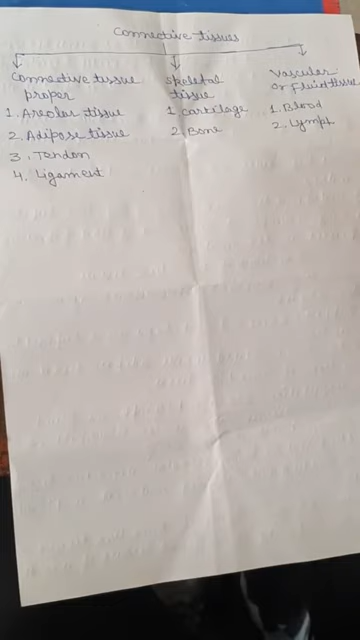 Connective tissues
Connective tissue
proper
1. Areolar tissue
2. Adipose tissue
3. Tendon
4. Ligament
Skeletal
tissue
1. Cartilage
2. Bone
Vascular
or Fluid tissue
1. Blood
2. Lymph